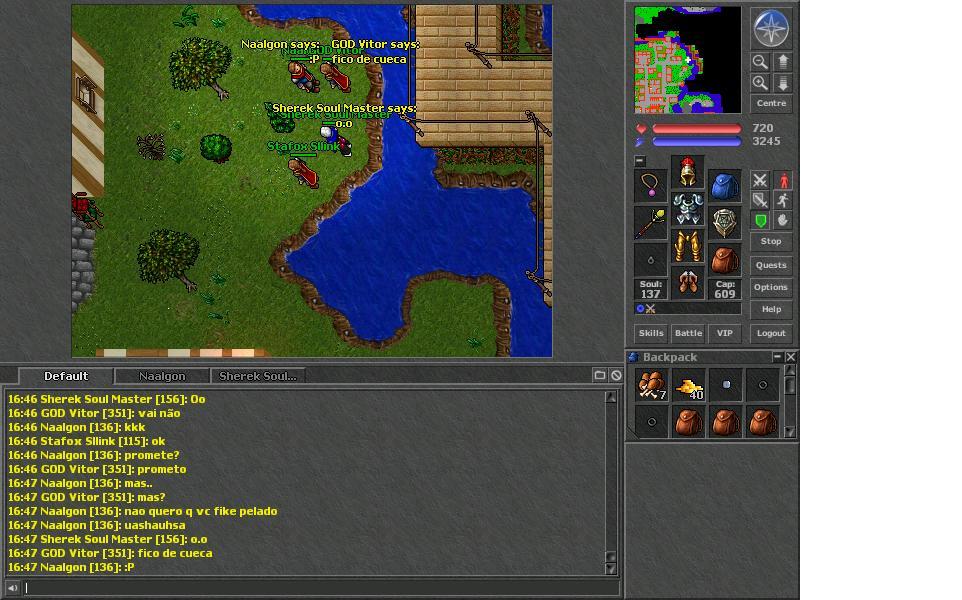 Naalgon says: GOD Vitor says:
:P fico de cueca
Sherek Soul Master says:
Sherek Soul Master
o.o
Stafox Sllink
Centre
720
3245
Soul:
137
Cap:
609
Stop
Quests
Options
Help
Skills Battle VIP Logout
Backpack
7 40
Default Naalgon Sherek Soul...
16:46 Sherek Soul Master [156]: Oo
16:46 GOD Vitor [351]: vai não
16:46 Naalgon [136]: kkk
16:46 Stafox Sllink [115]: ok
16:46 Naalgon [136]: promete?
16:46 GOD Vitor [351]: prometo
16:47 Naalgon [136]: mas..
16:47 GOD Vitor [351]: mas?
16:47 Naalgon [136]: nao quero q vc fike pelado
16:47 Naalgon [136]: uashauhsa
16:47 Sherek Soul Master [156]: o.o
16:47 GOD Vitor [351]: fico de cueca
16:47 Naalgon [136]: :P